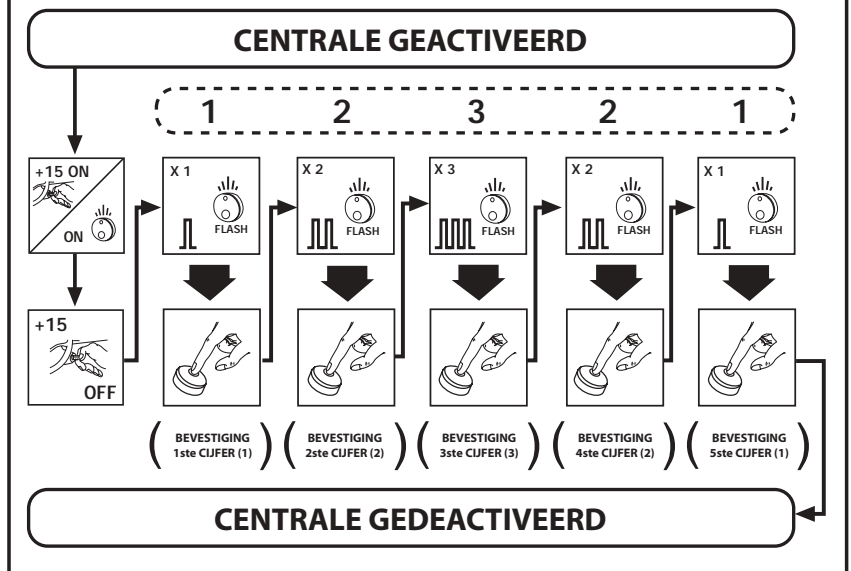 CENTRALE GEACTIVEERD
1 2 3 2 1
+15 ON
ON
X 1
FLASH
X 2
FLASH
X 3
FLASH
X 2
FLASH
X 1
FLASH
+15
OFF
( BEVESTIGING
1ste CIJFER (1) )
( BEVESTIGING
2ste CIJFER (2) )
( BEVESTIGING
3ste CIJFER (3) )
( BEVESTIGING
4ste CIJFER (2) )
( BEVESTIGING
5ste CIJFER (1) )
CENTRALE GEDEACTIVEERD